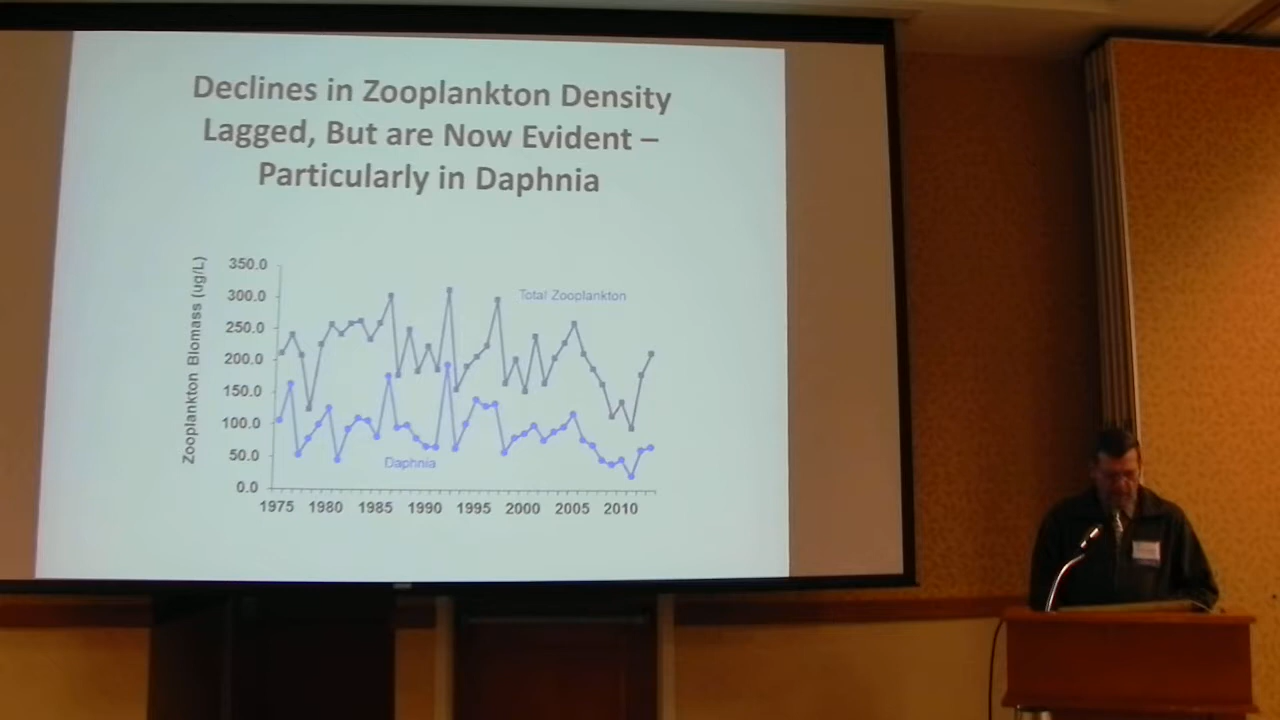 Declines in Zooplankton Density
Lagged, But are Now Evident –
Particularly in Daphnia
Zooplankton Biomass (ug/L)
350.0
300.0
250.0
200.0
150.0
100.0
50.0
0.0
Total Zooplankton
Daphnia
1975 1980 1985 1990 1995 2000 2005 2010